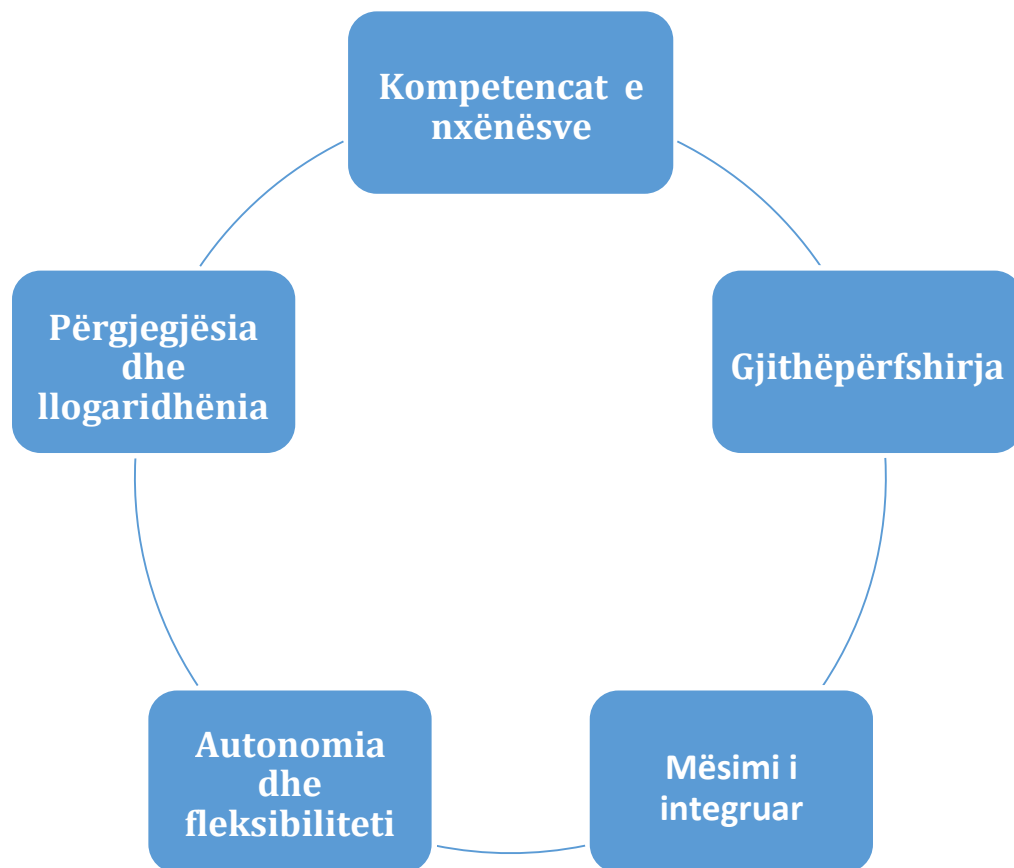 Kompetencat e
nxënësve
Gjithëpërfshirja
Mësimi i
integruar
Autonomia
dhe
fleksibiliteti
Përgjegjësia
dhe
llogaridhënia